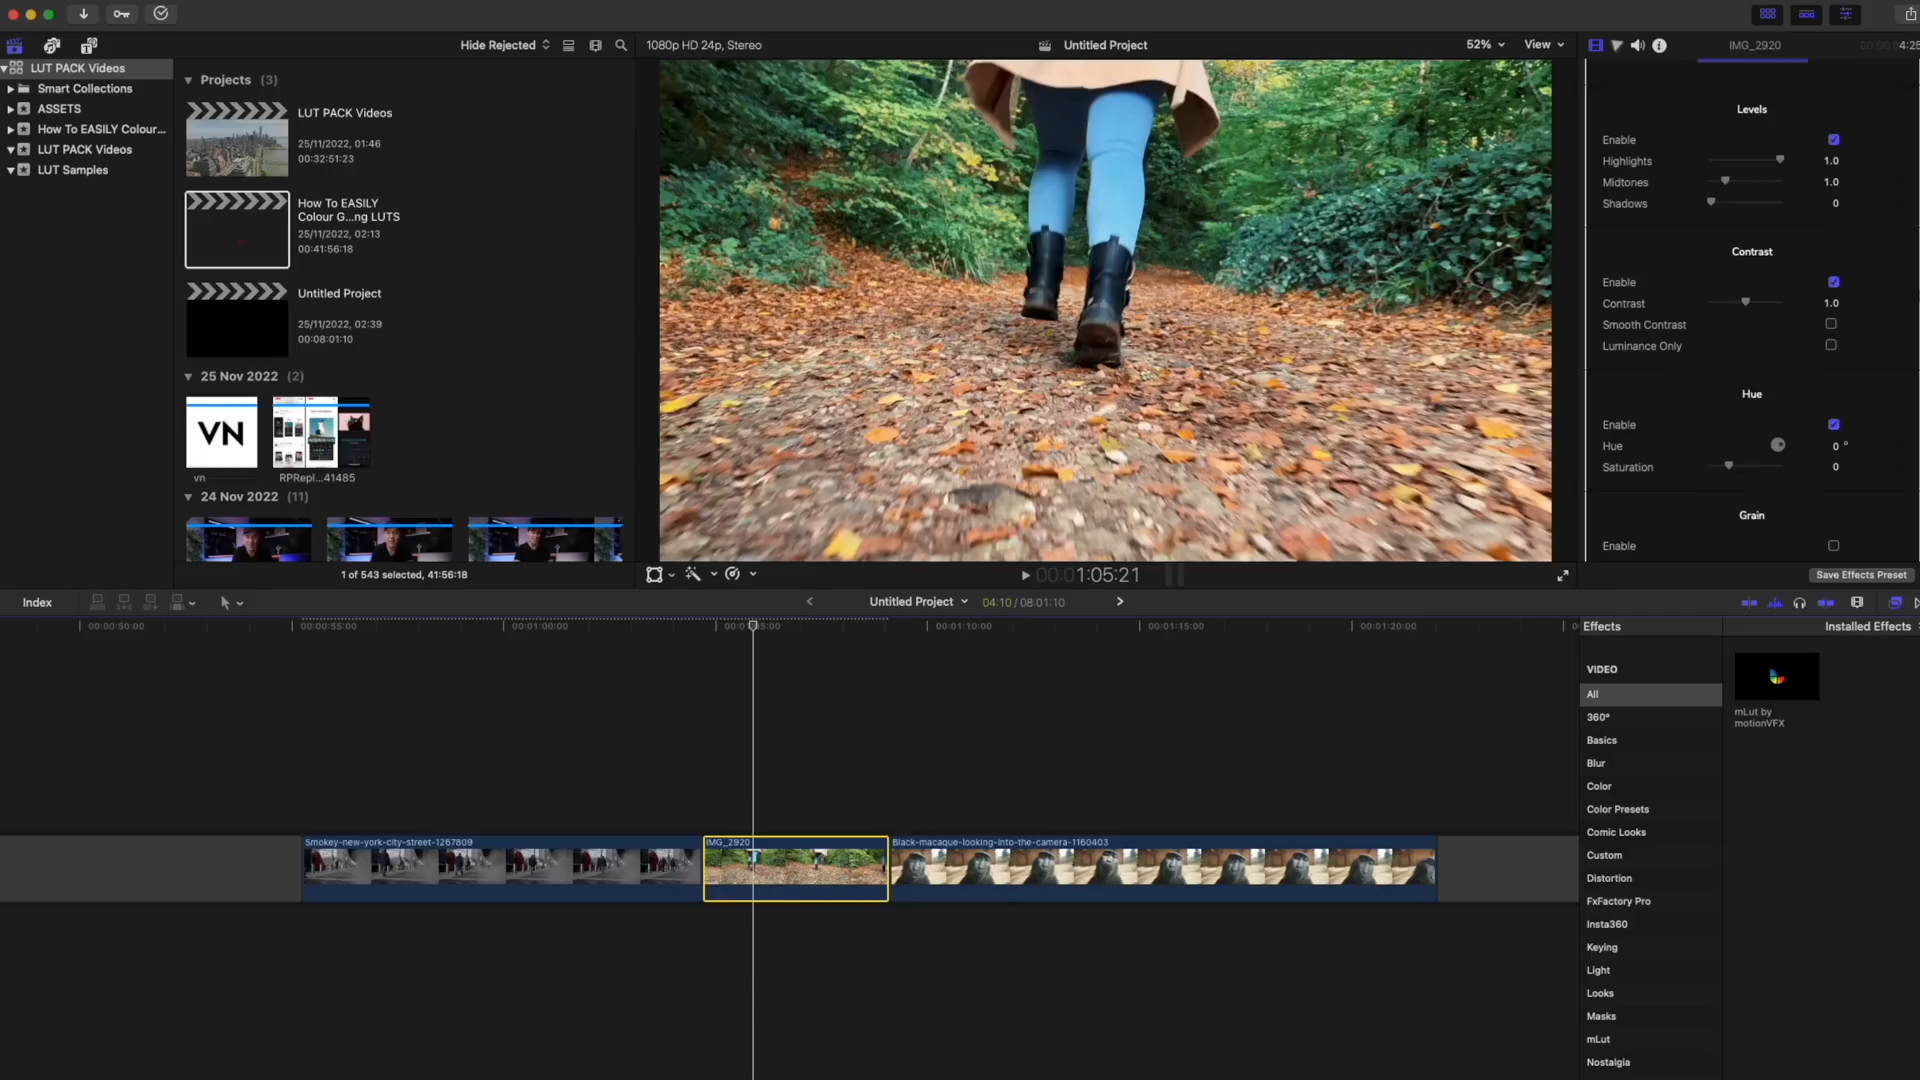 Hide Rejected
1080p HD 24p, Stereo
Untitled Project
52%
View
IMG_2920
4:25
LUT PACK Videos
Smart Collections
ASSETS
How To EASILY Colour...
LUT PACK Videos
LUT Samples
Projects (3)
LUT PACK Videos
25/11/2022, 01:46
00:32:51:23
How To EASILY
Colour G...ng LUTS
25/11/2022, 02:13
00:41:56:18
Untitled Project
25/11/2022, 02:39
00:08:01:10
25 Nov 2022 (2)
VN
vn
RPRepl...41485
24 Nov 2022 (11)
1 of 543 selected, 41:56:18
Levels
Enable
Highlights 1.0
Midtones 1.0
Shadows 0
Contrast
Enable
Contrast 1.0
Smooth Contrast
Luminance Only
Hue
Enable
Hue 0 °
Saturation 0
Grain
Enable
Save Effects Preset
00:01:05:21
Index
Untitled Project
04:10 / 08:01:10
00:00:50:00
00:00:55:00
00:01:00:00
00:01:05:00
00:01:10:00
00:01:15:00
00:01:20:00
Smokey-new-york-city-street-1267809
IMG_2920
Black-macaque-looking-into-the-camera-1160403
Effects
Installed Effects
VIDEO
All
360°
Basics
Blur
Color
Color Presets
Comic Looks
Custom
Distortion
FxFactory Pro
Insta360
Keying
Light
Looks
Masks
mLut
Nostalgia
mLut by
motionVFX